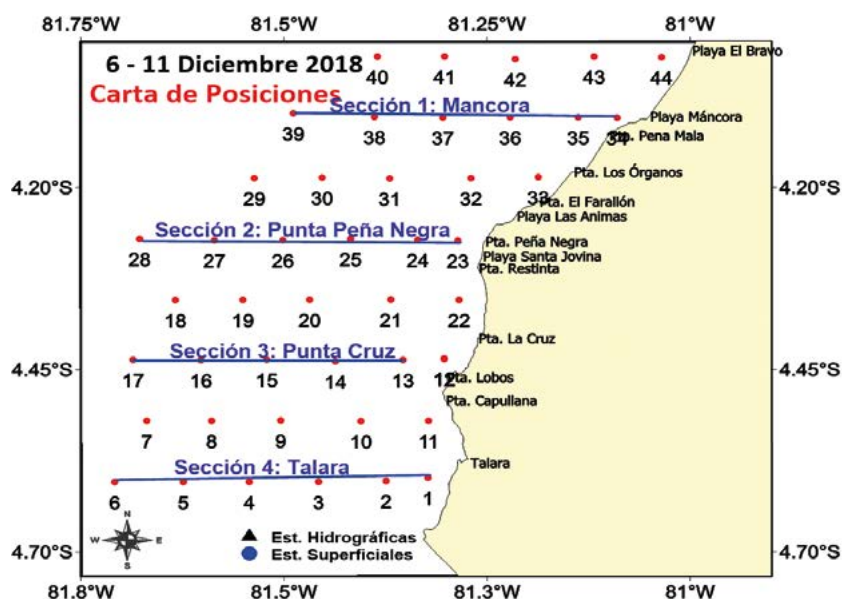 81.75°W 81.5°W 81.25°W 81°W
Playa El Bravo
6 - 11 Diciembre 2018
40 41 42 43 44
Carta de Posiciones
Sección 1: Mancora
Playa Máncora
39 38 37 36 35 34
Pta. Pena Mala
Pta. Los Órganos
4.20°S 4.20°S
29 30 31 32 33
Pta. El Farallón
Playa Las Animas
Sección 2: Punta Peña Negra
Pta. Peña Negra
28 27 26 25 24 23
Playa Santa Jovina
Pta. Restinta
18 19 20 21 22
Pta. La Cruz
Sección 3: Punta Cruz
4.45°S 4.45°S
17 16 15 14 13 12
Pta. Lobos
Pta. Capullana
7 8 9 10 11
Sección 4: Talara
Talara
6 5 4 3 2 1
N
W E
S
Est. Hidrográficas
Est. Superficiales
4.70°S 4.70°S
81.8°W 81.5°W 81.3°W 81°W